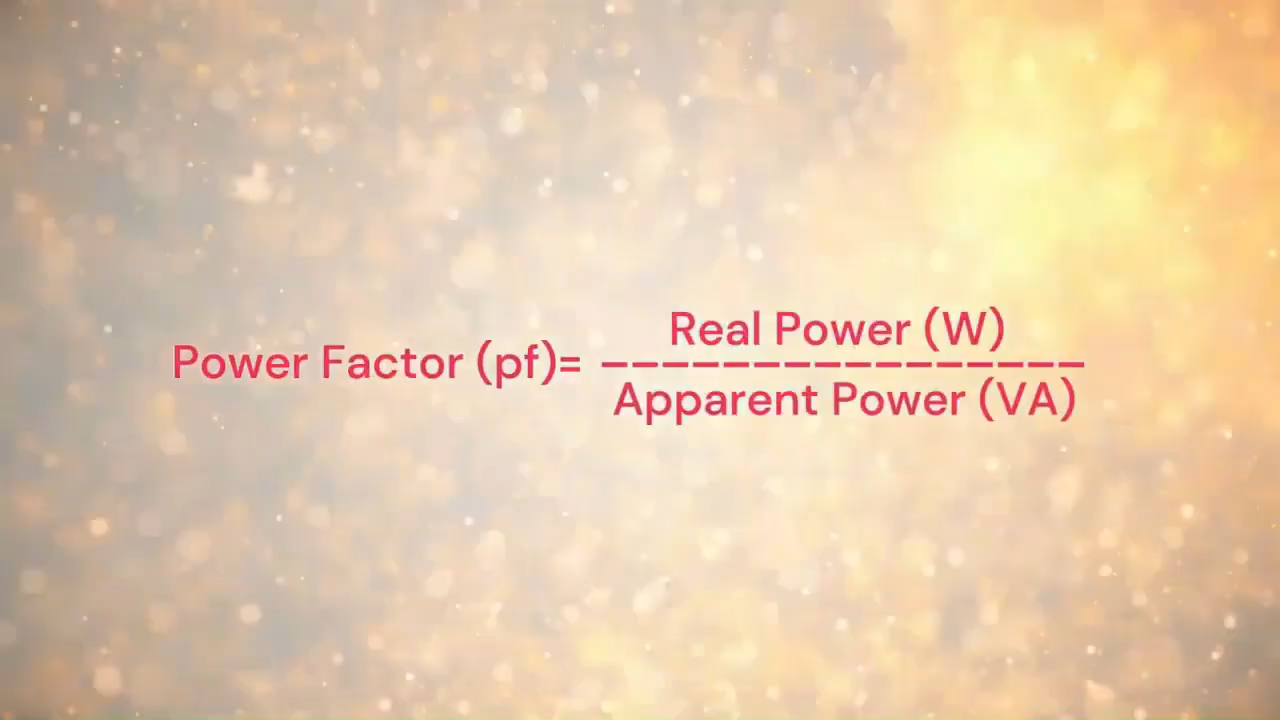 Power Factor (pf)= Real Power (W)
----------------
Apparent Power (VA)